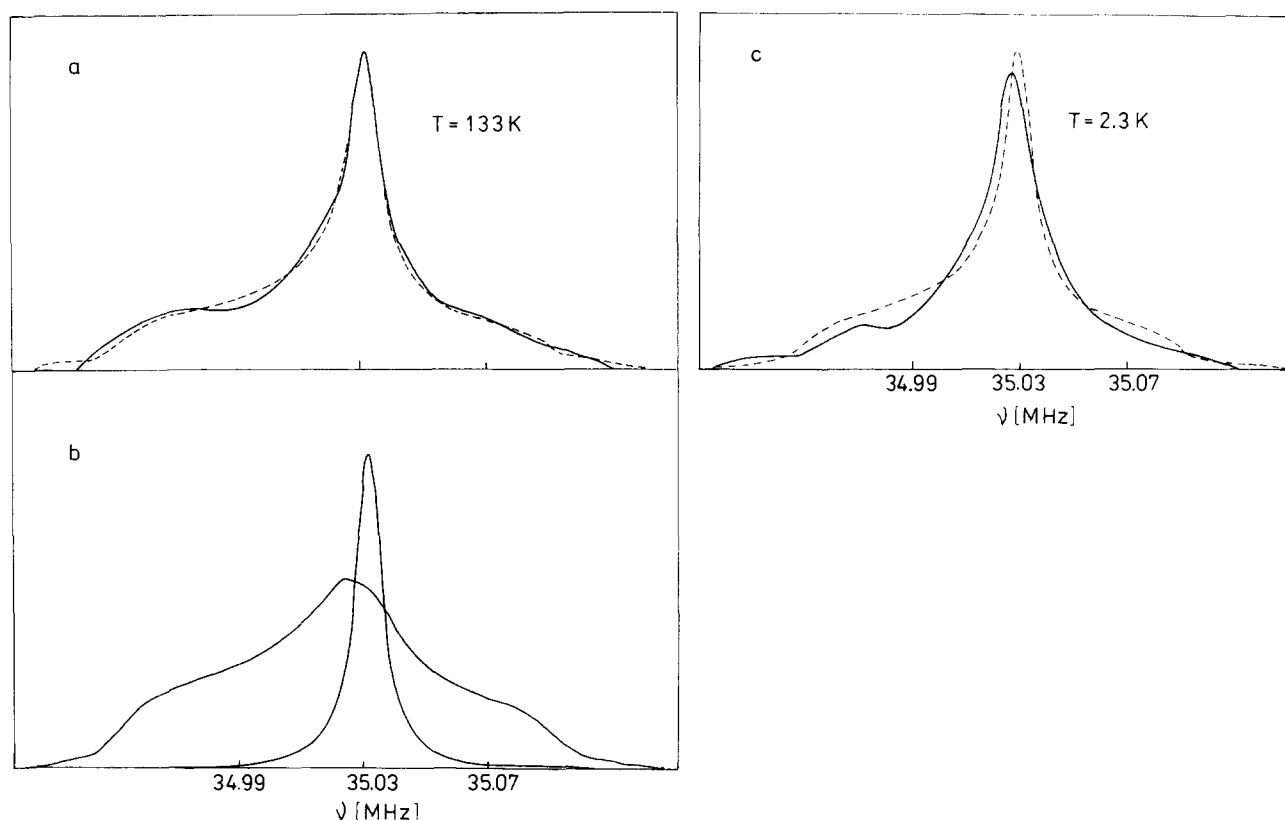 a
T = 133 K
b
34.99 35.03 35.07
ν [MHz]
c
T = 2.3 K
34.99 35.03 35.07
ν [MHz]